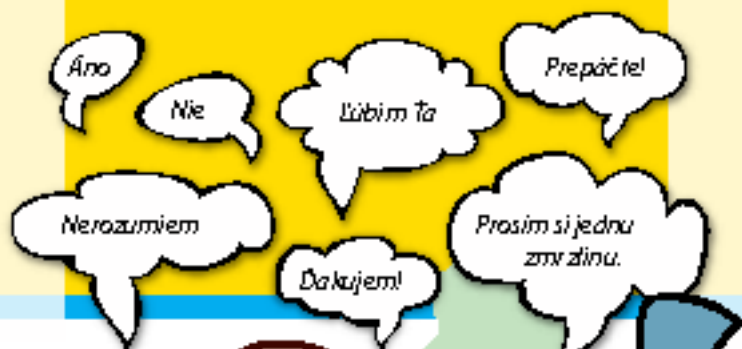 Áno
Nie
Ľúbim Ťa
Prepáčte!
Nerozumiem
Ďakujem!
Prosím si jednu
zmrzlinu.